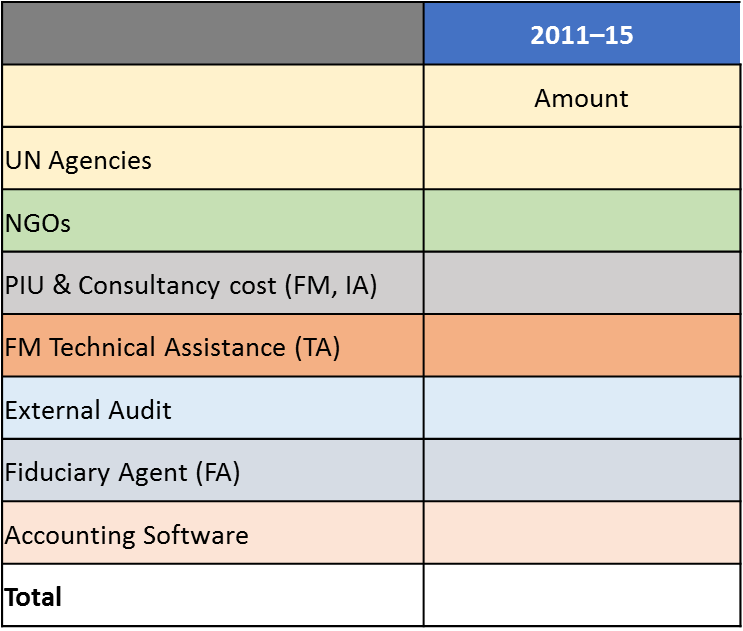 2011–15
Amount
UN Agencies
NGOs
PIU & Consultancy cost (FM, IA)
FM Technical Assistance (TA)
External Audit
Fiduciary Agent (FA)
Accounting Software
Total